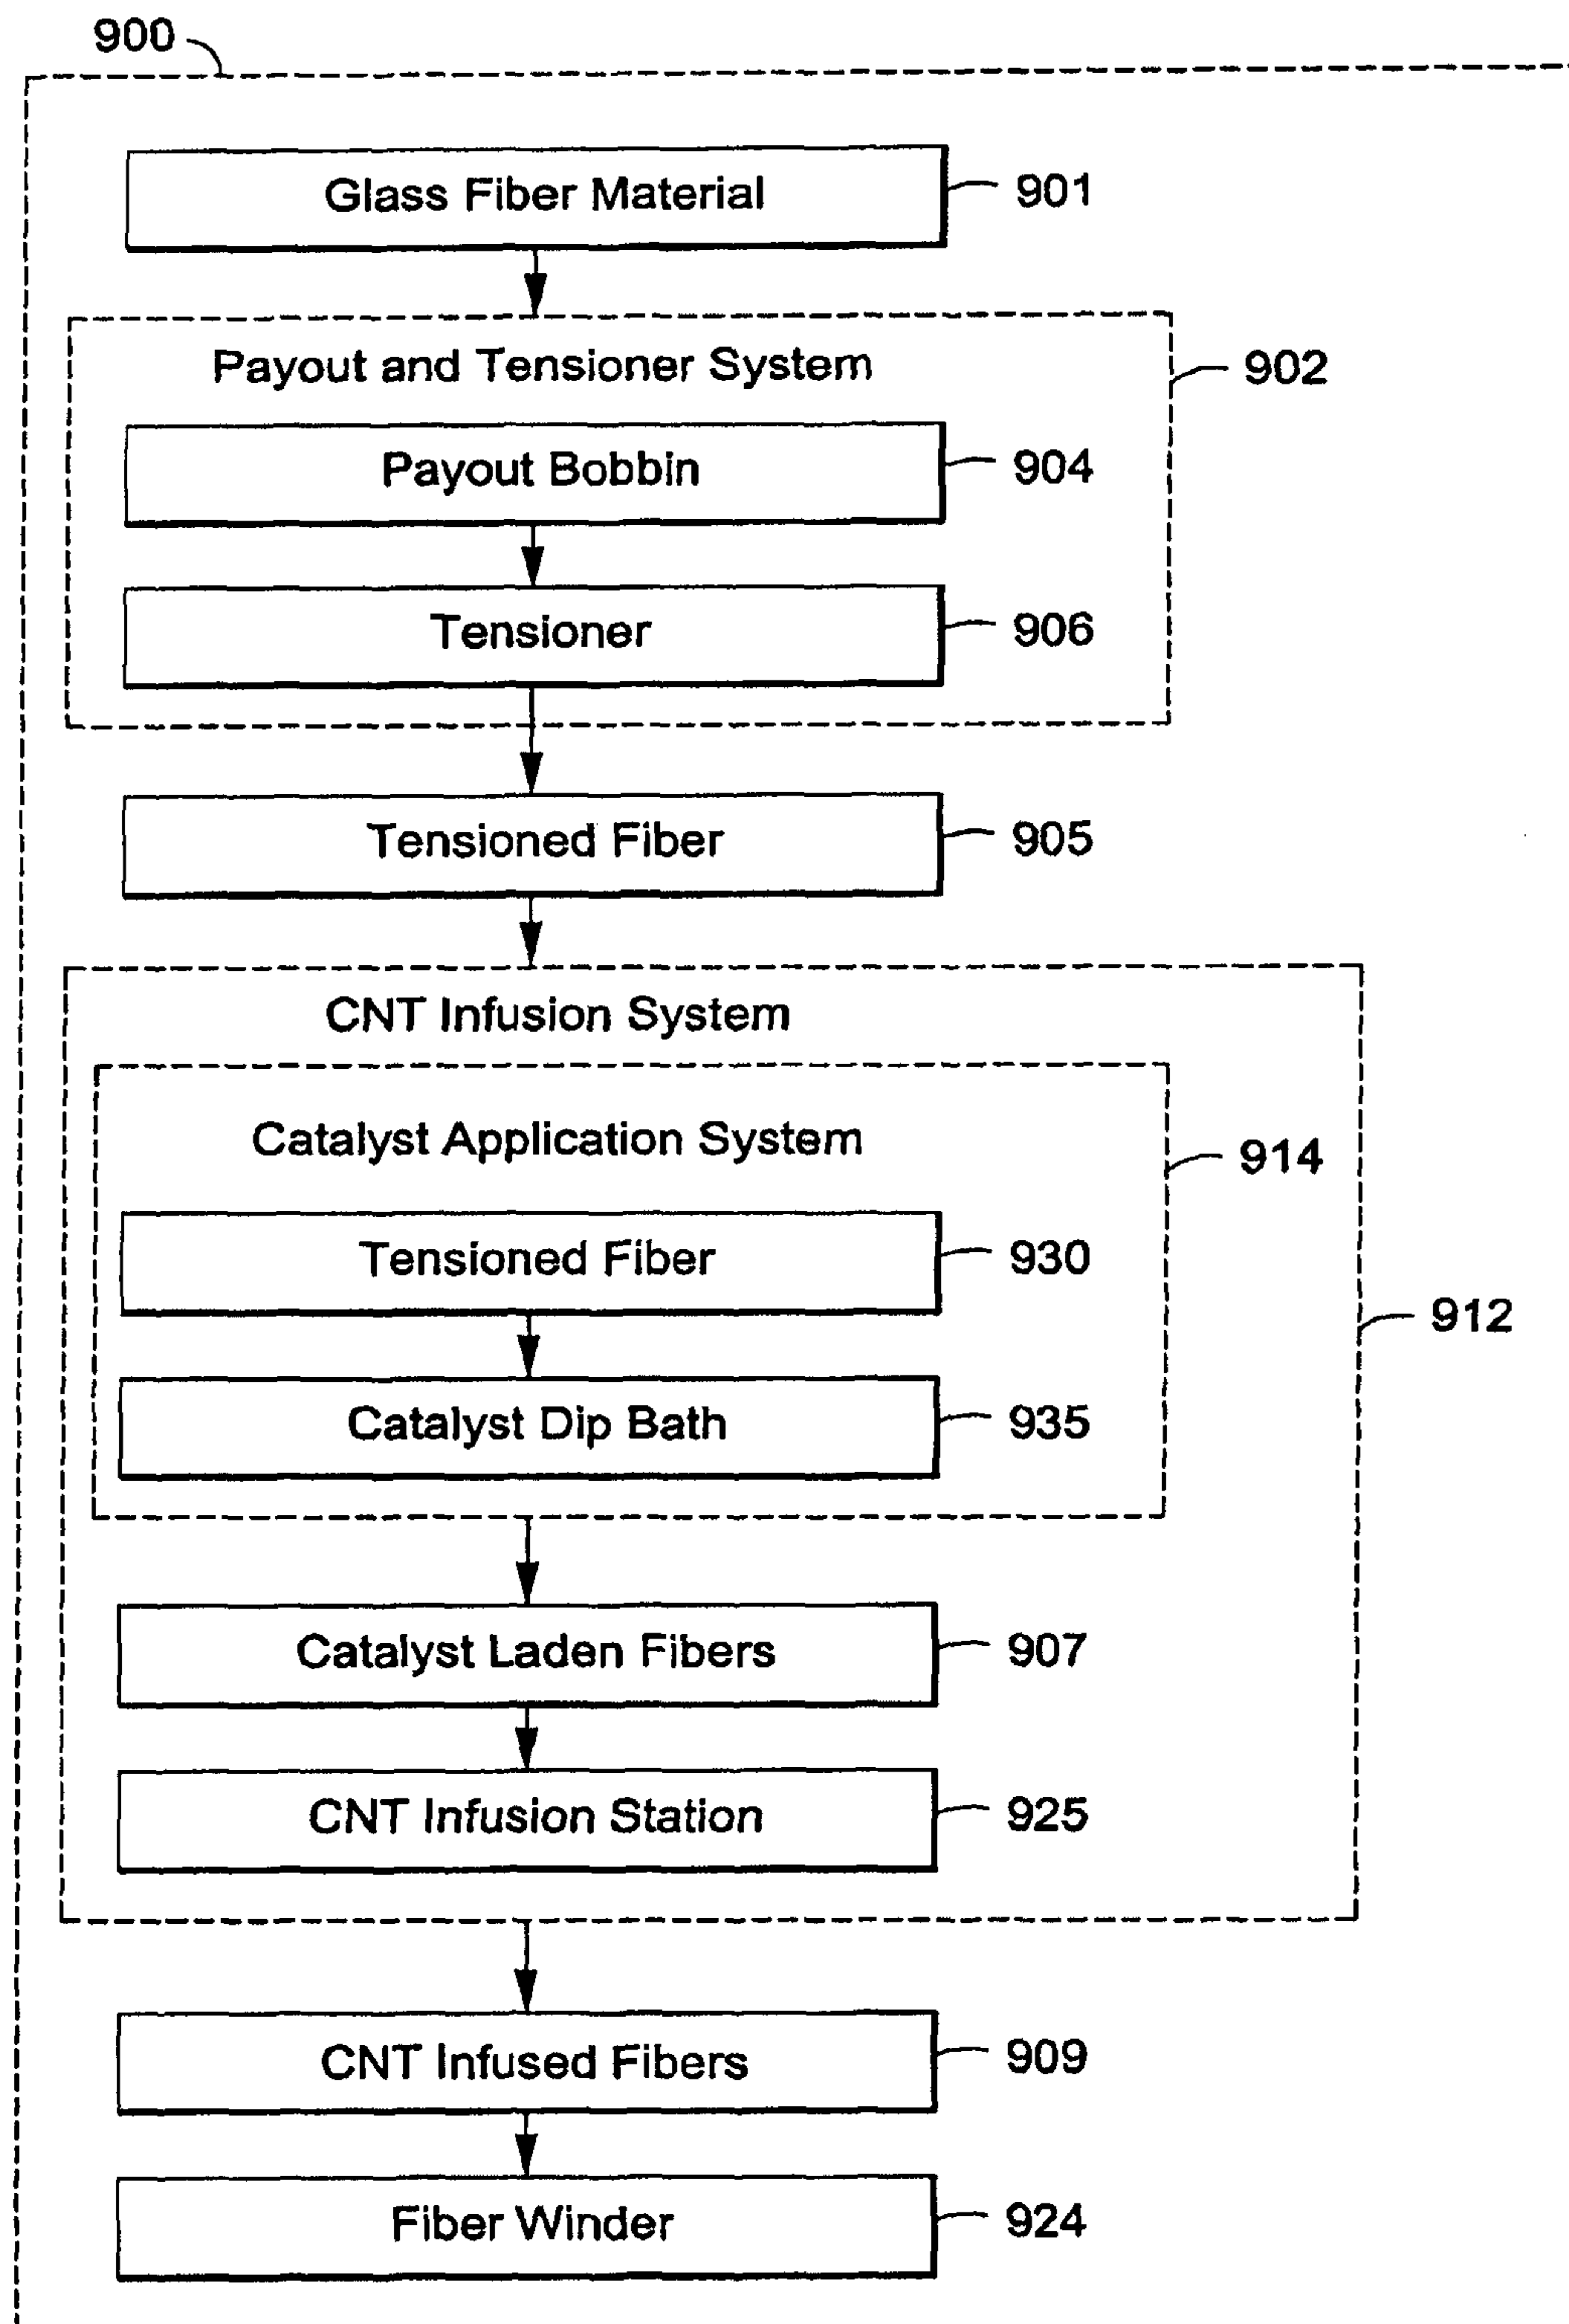 900
Glass Fiber Material 901
Payout and Tensioner System 902
Payout Bobbin 904
Tensioner 906
Tensioned Fiber 905
CNT Infusion System
Catalyst Application System 914
Tensioned Fiber 930
912
Catalyst Dip Bath 935
Catalyst Laden Fibers 907
CNT Infusion Station 925
CNT Infused Fibers 909
Fiber Winder 924